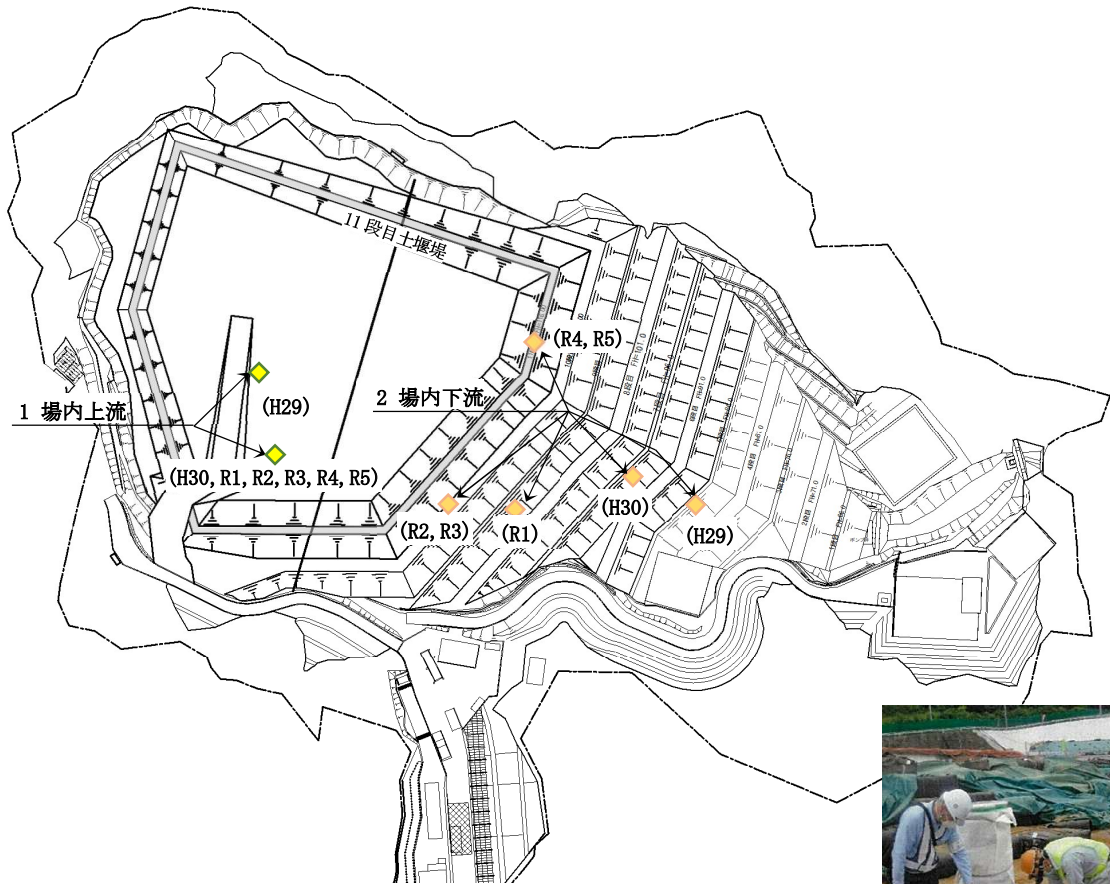 11段目土堰堤
(R4, R5)
1 場内上流
(H29)
2 場内下流
(H30, R1, R2, R3, R4, R5)
(R2, R3)
(R1)
(H30)
(H29)